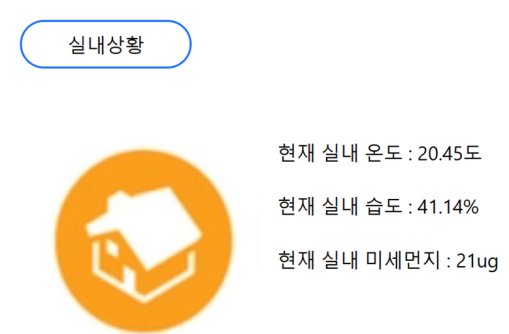 실내상황
현재 실내 온도 : 20.45도
현재 실내 습도 : 41.14%
현재 실내 미세먼지 : 21ug